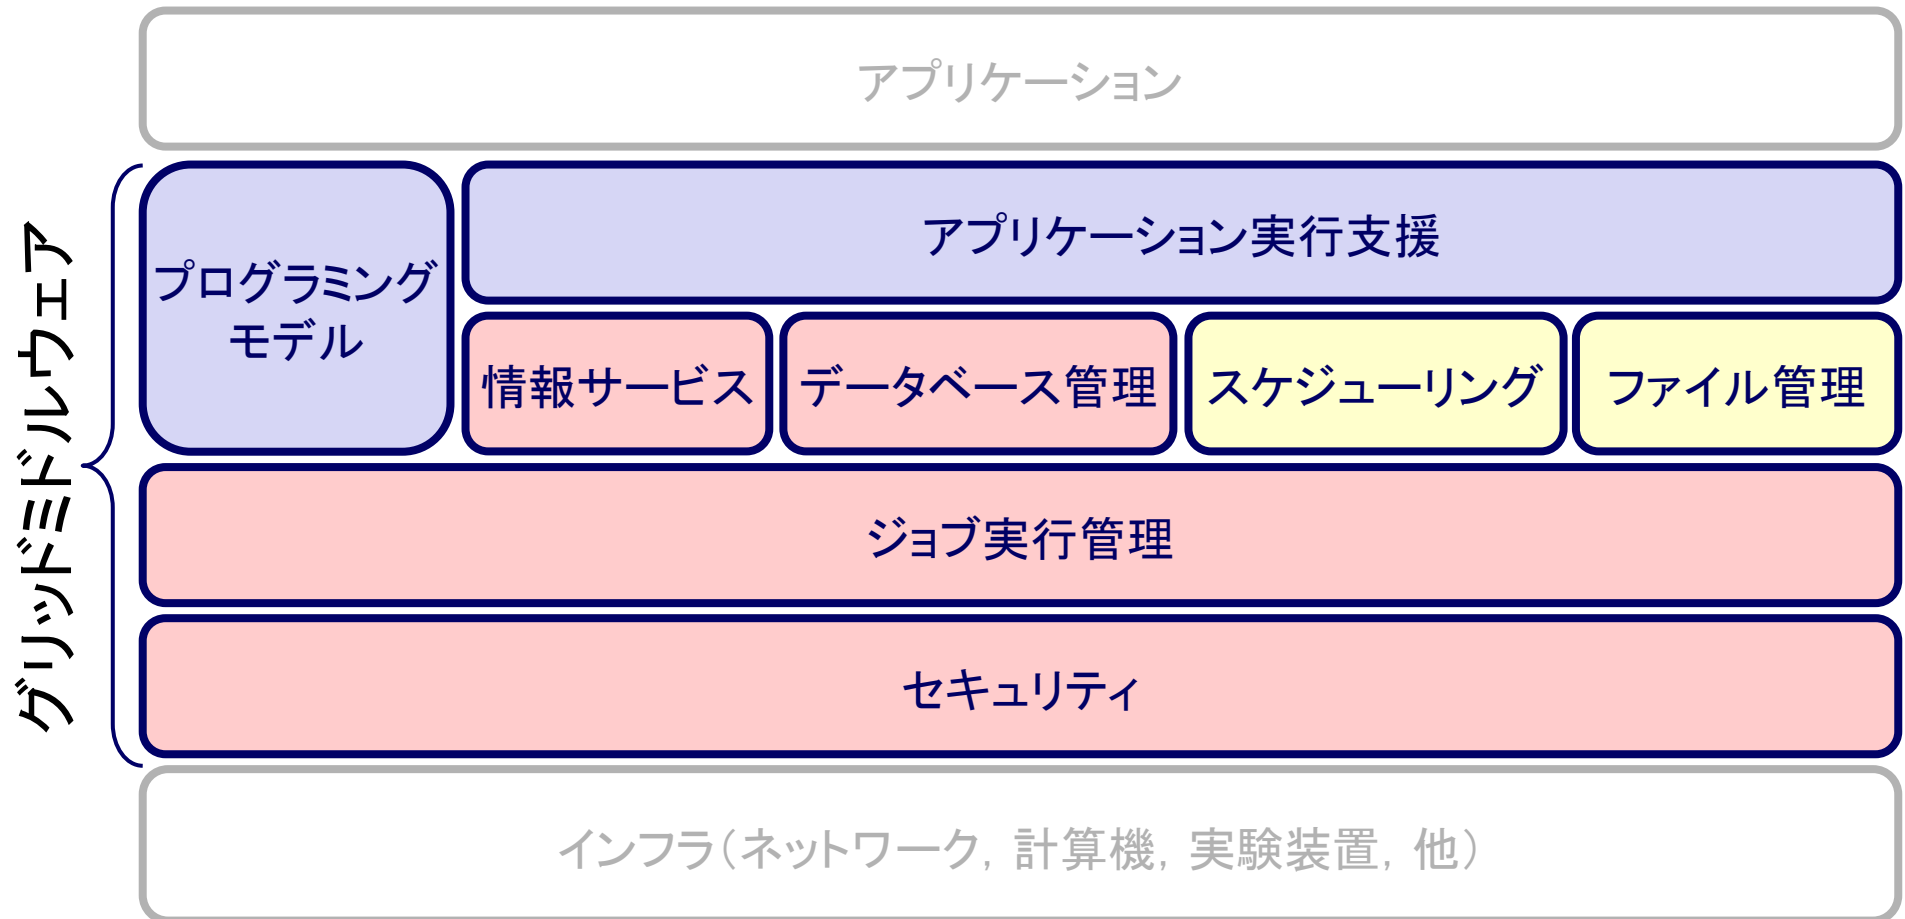 アプリケーション
グリッドミドルウェア
プログラミング
モデル
アプリケーション実行支援
情報サービス
データベース管理
スケジューリング
ファイル管理
ジョブ実行管理
セキュリティ
インフラ(ネットワーク, 計算機, 実験装置, 他)